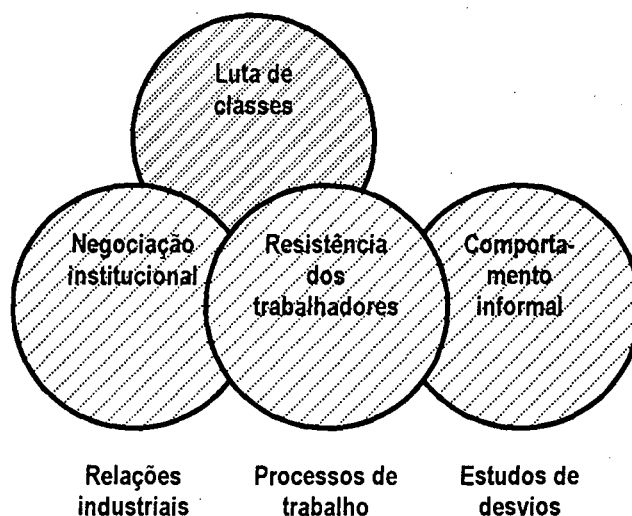 Luta de
classes
Negociação
institucional
Resistência
dos
trabalhadores
Comporta-
mento
informal
Relações
industriais
Processos de
trabalho
Estudos de
desvios